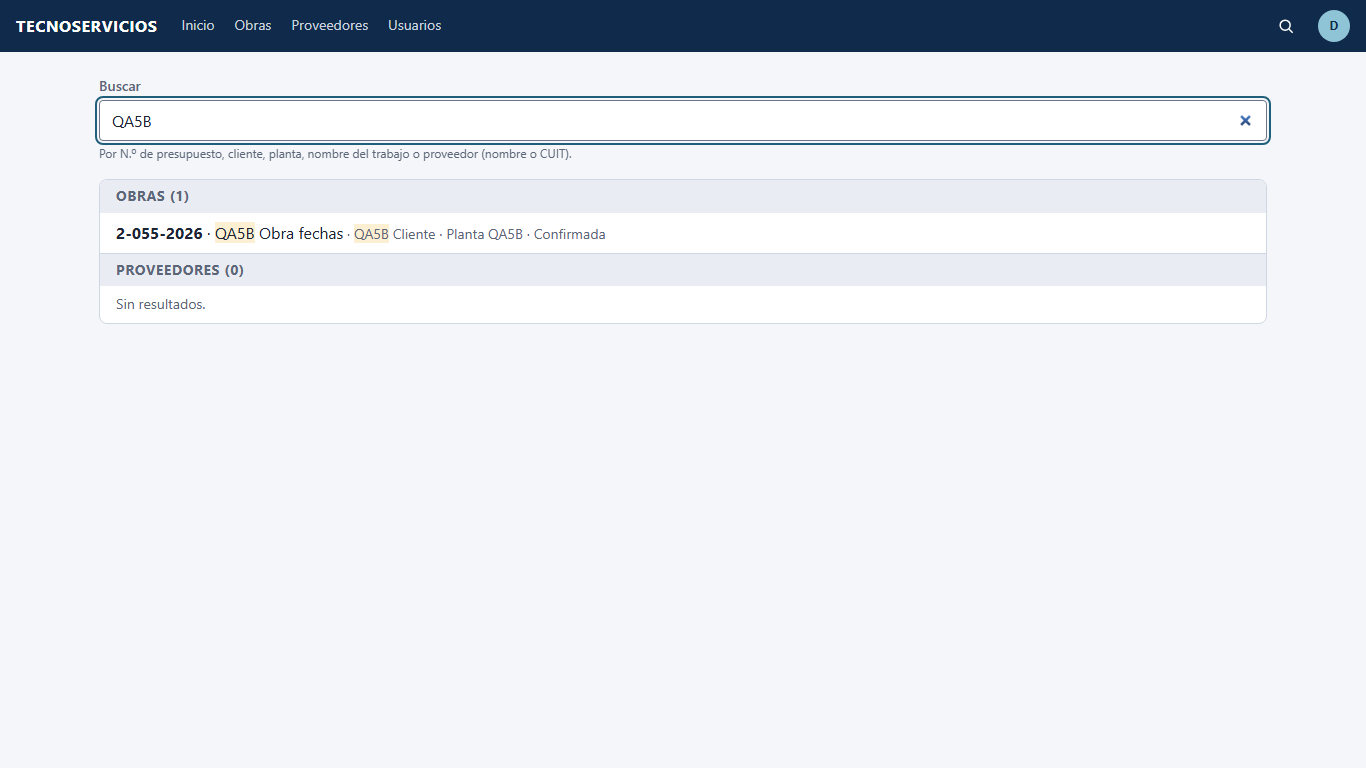 TECNOSERVICIOS Inicio Obras Proveedores Usuarios D
Buscar
QA5B
Por N.º de presupuesto, cliente, planta, nombre del trabajo o proveedor (nombre o CUIT).
OBRAS (1)
2-055-2026 · QA5B Obra fechas · QA5B Cliente · Planta QA5B · Confirmada
PROVEEDORES (0)
Sin resultados.